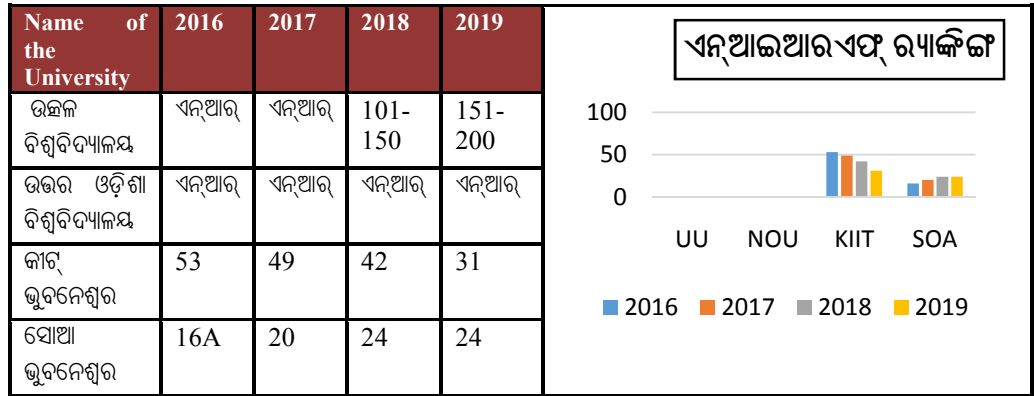 Name of 2016 2017 2018 2019
the
University
ଉତ୍କଳ ଏନ୍ଆର୍ ଏନ୍ଆର୍ 101- 151-
ବିଶ୍ୱବିଦ୍ୟାଳୟ 150 200
ଉତ୍ତର ଓଡ଼ିଶା ଏନ୍ଆର୍ ଏନ୍ଆର୍ ଏନ୍ଆର୍ ଏନ୍ଆର୍
ବିଶ୍ୱବିଦ୍ୟାଳୟ
କୀଟ୍ 53 49 42 31
ଭୁବନେଶ୍ୱର
ସୋଆ 16A 20 24 24
ଭୁବନେଶ୍ୱର
ଏନ୍ଆଇଆରଏଫ୍ ର‍୍ୟାଙ୍କିଙ୍ଗ
100
50
0
UU NOU KIIT SOA
2016 2017 2018 2019